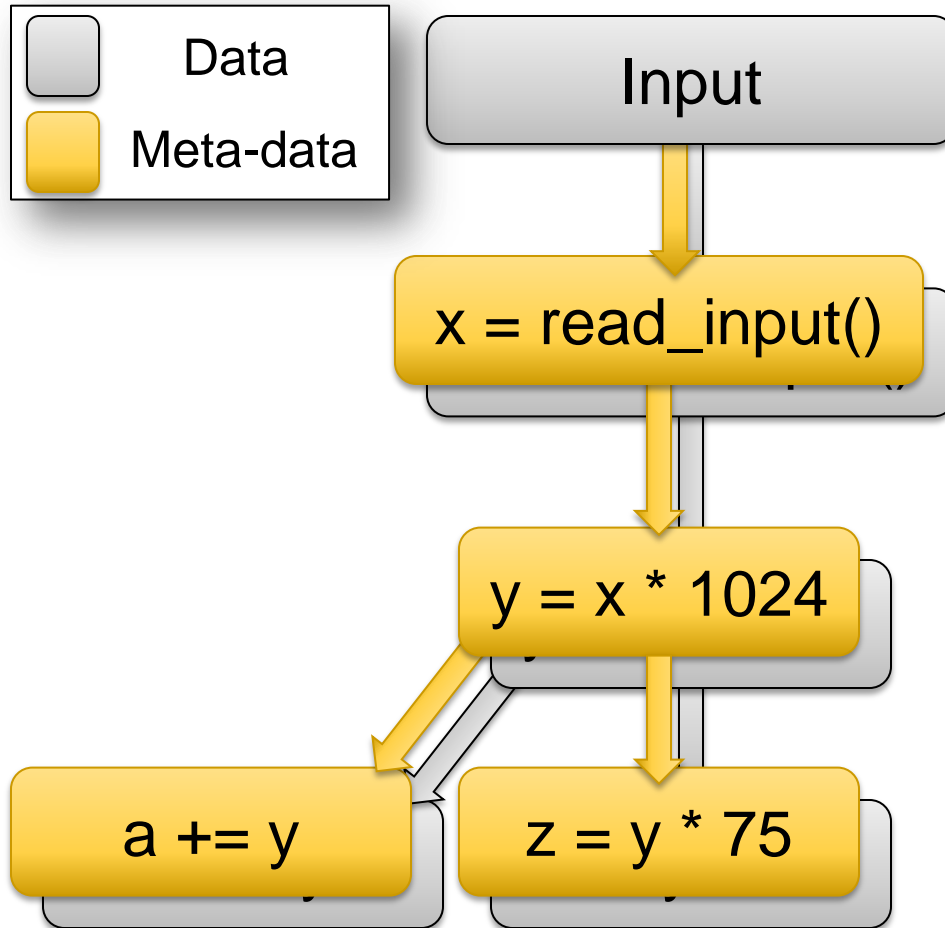 Data
Meta-data
Input
x = read_input()
y = x * 1024
a += y
z = y * 75